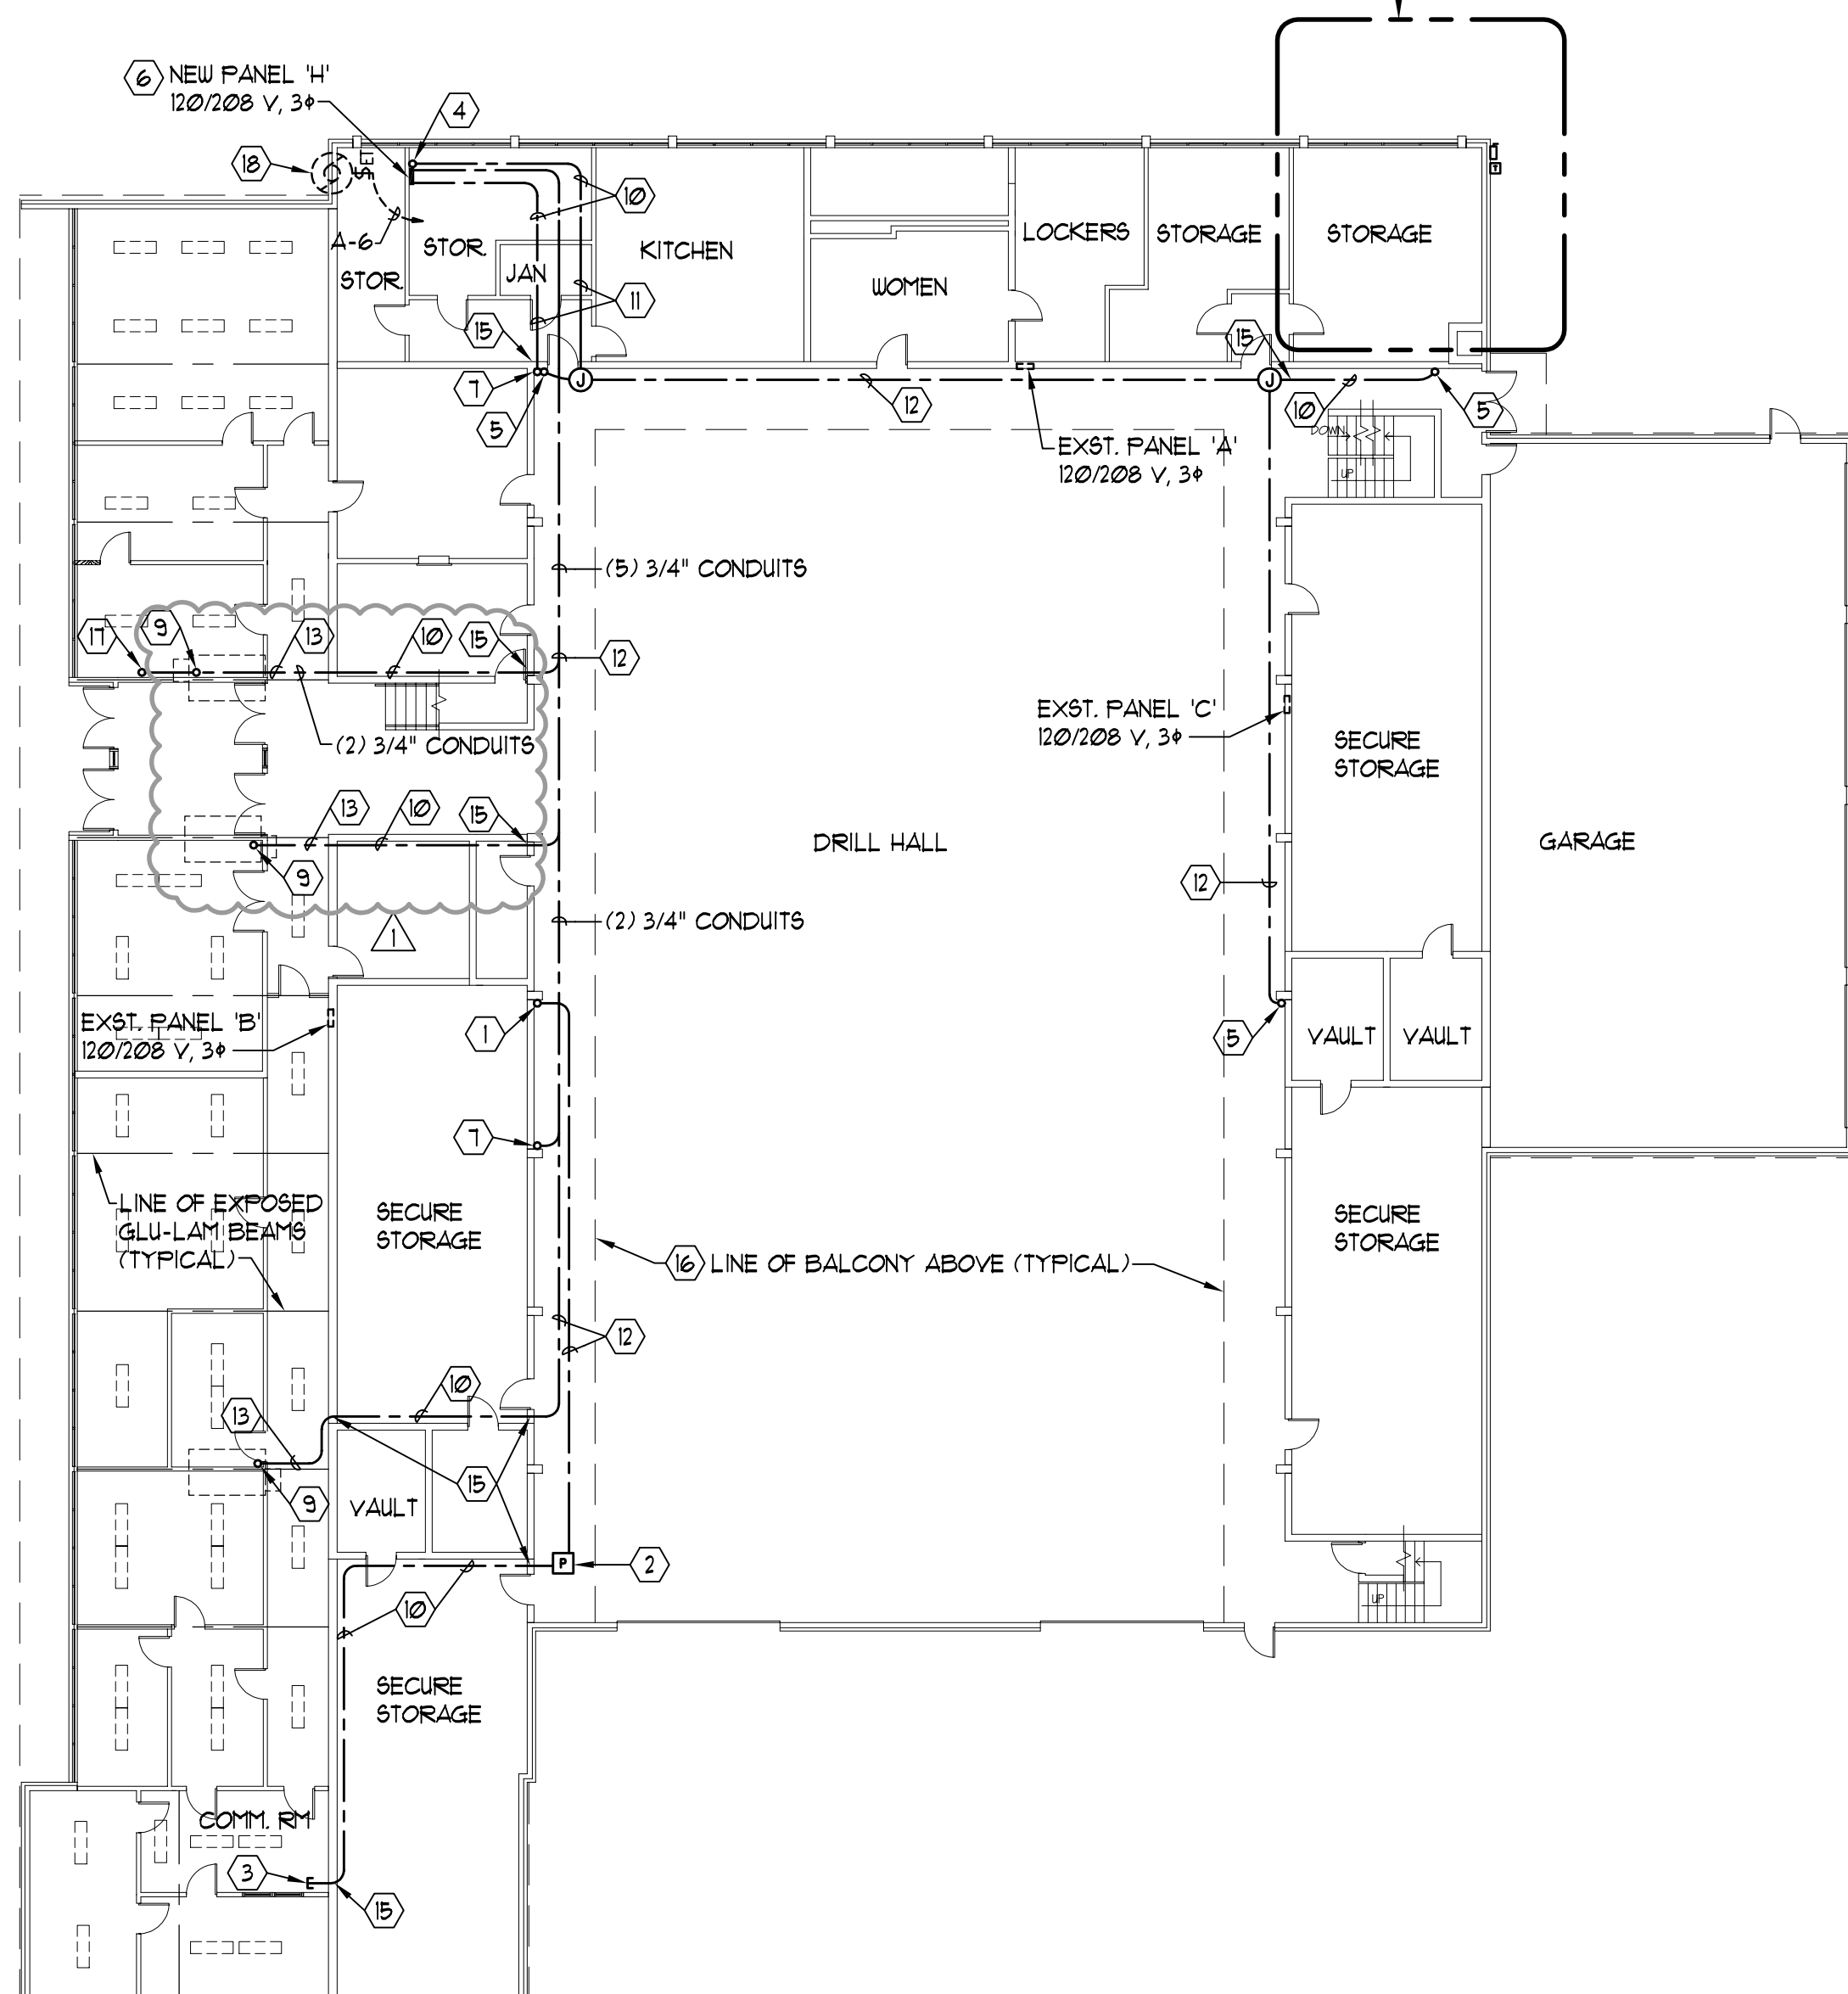 6 NEW PANEL 'H'
120/208 V, 3ϕ
4
18
SET
10
A-6
STOR.
STOR.
JAN
KITCHEN
WOMEN
LOCKERS
STORAGE
STORAGE
11
15
15
7
5
J
J
12
10
5
EXST. PANEL 'A'
120/208 V, 3ϕ
DOWN
UP
(5) 3/4" CONDUITS
17
9
13
10
15
12
(2) 3/4" CONDUITS
EXST. PANEL 'C'
120/208 V, 3ϕ
SECURE
STORAGE
13
10
15
9
DRILL HALL
GARAGE
12
(2) 3/4" CONDUITS
1
EXST. PANEL 'B'
120/208 V, 3ϕ
1
5
VAULT
VAULT
7
LINE OF EXPOSED
GLU-LAM BEAMS
(TYPICAL)
SECURE
STORAGE
SECURE
STORAGE
16 LINE OF BALCONY ABOVE (TYPICAL)
12
10
13
15
9
VAULT
P
2
10
UP
SECURE
STORAGE
COMM. RM
3
15